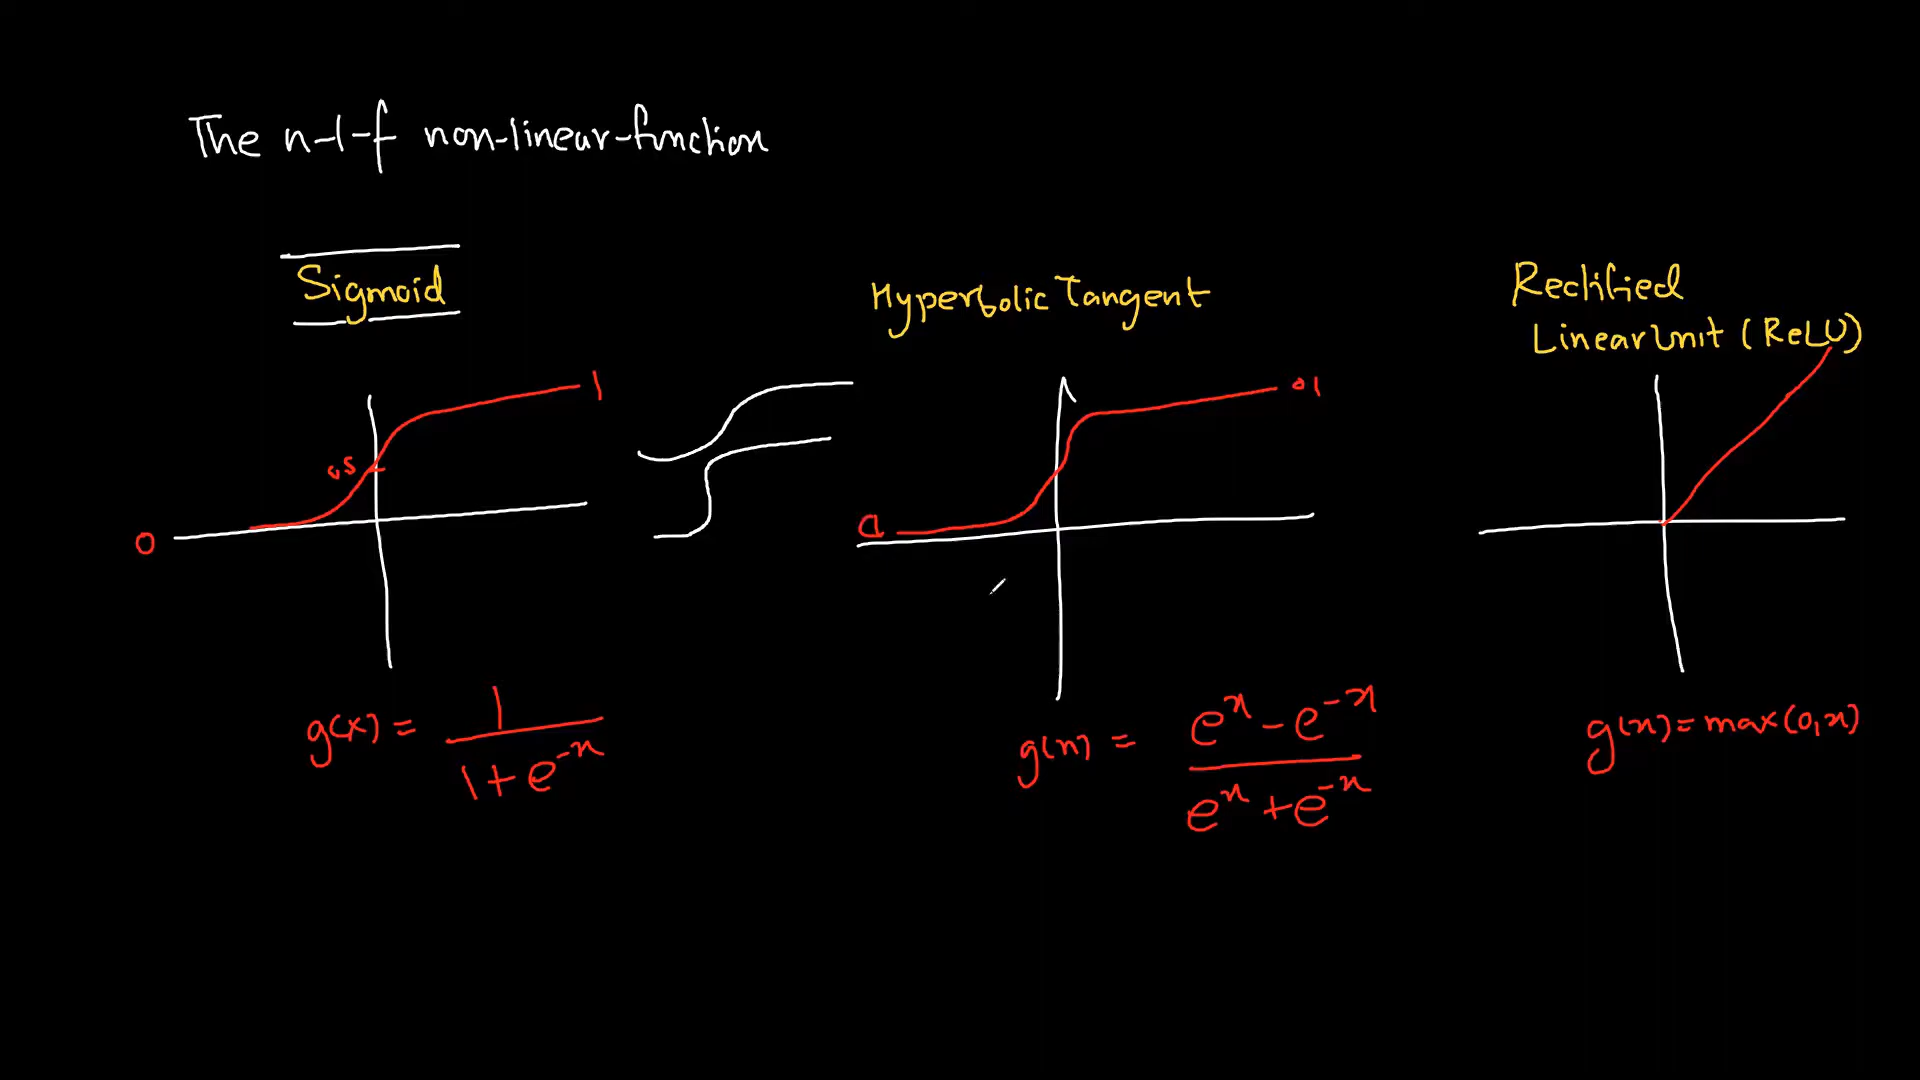 The n-l-f non-linear-function
Sigmoid
Hyperbolic Tangent
Rectified
Linear Unit (ReLU)
1
0.5
0
g(x) = 1 / (1 + e^-x)
g(x) = (e^x - e^-x) / (e^x + e^-x)
g(x) = max(0,x)